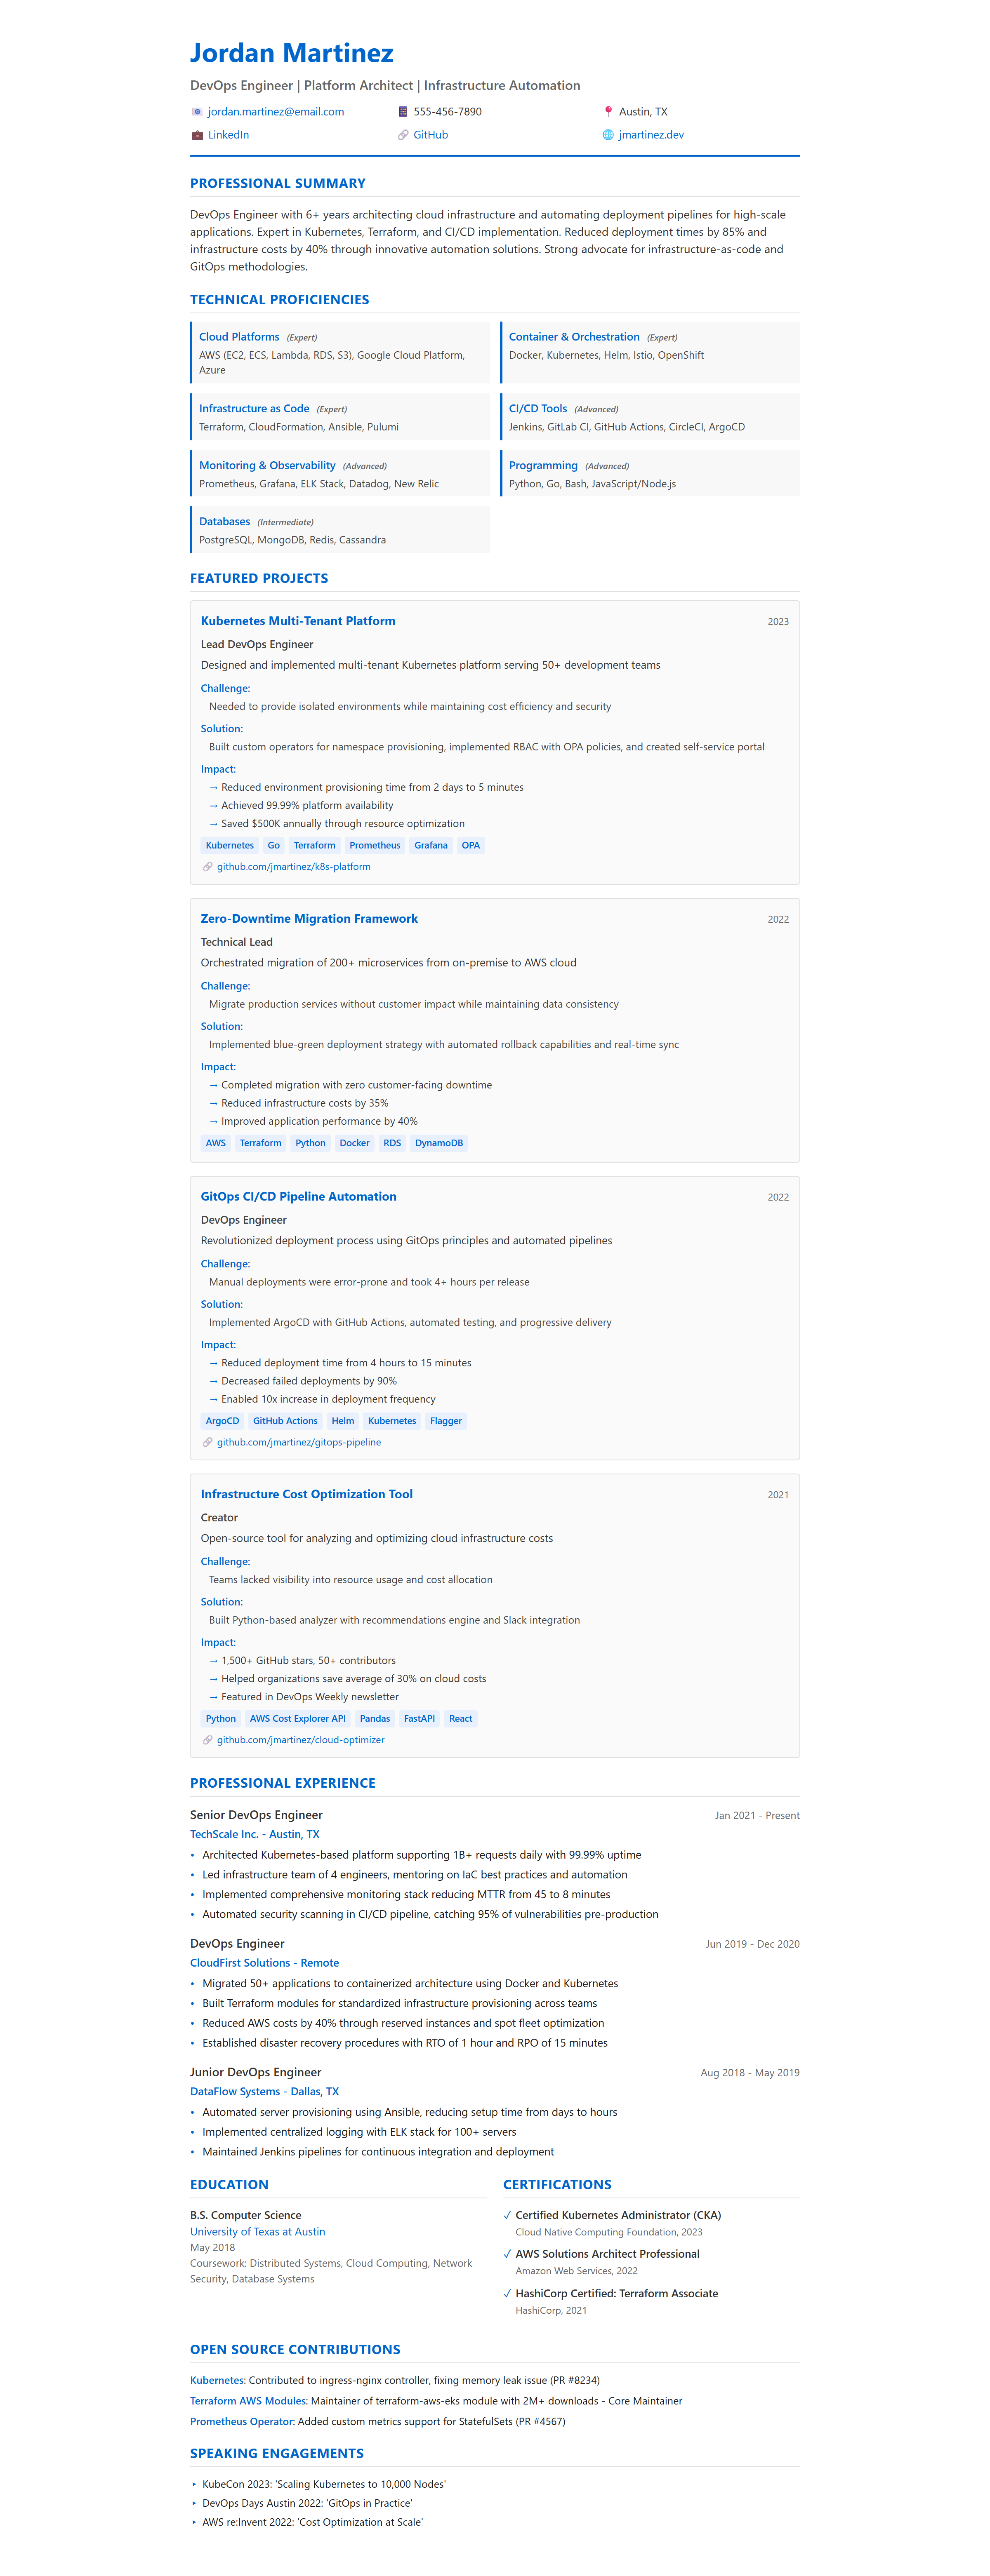 Jordan Martinez
DevOps Engineer | Platform Architect | Infrastructure Automation
jordan.martinez@email.com 555-456-7890 Austin, TX
LinkedIn GitHub jmartinez.dev
PROFESSIONAL SUMMARY
DevOps Engineer with 6+ years architecting cloud infrastructure and automating deployment pipelines for high-scale
applications. Expert in Kubernetes, Terraform, and CI/CD implementation. Reduced deployment times by 85% and
infrastructure costs by 40% through innovative automation solutions. Strong advocate for infrastructure-as-code and
GitOps methodologies.
TECHNICAL PROFICIENCIES
Cloud Platforms (Expert)
AWS (EC2, ECS, Lambda, RDS, S3), Google Cloud Platform,
Azure
Container & Orchestration (Expert)
Docker, Kubernetes, Helm, Istio, OpenShift
Infrastructure as Code (Expert)
Terraform, CloudFormation, Ansible, Pulumi
CI/CD Tools (Advanced)
Jenkins, GitLab CI, GitHub Actions, CircleCI, ArgoCD
Monitoring & Observability (Advanced)
Prometheus, Grafana, ELK Stack, Datadog, New Relic
Programming (Advanced)
Python, Go, Bash, JavaScript/Node.js
Databases (Intermediate)
PostgreSQL, MongoDB, Redis, Cassandra
FEATURED PROJECTS
Kubernetes Multi-Tenant Platform 2023
Lead DevOps Engineer
Designed and implemented multi-tenant Kubernetes platform serving 50+ development teams
Challenge:
Needed to provide isolated environments while maintaining cost efficiency and security
Solution:
Built custom operators for namespace provisioning, implemented RBAC with OPA policies, and created self-service portal
Impact:
→ Reduced environment provisioning time from 2 days to 5 minutes
→ Achieved 99.99% platform availability
→ Saved $500K annually through resource optimization
Kubernetes Go Terraform Prometheus Grafana OPA
github.com/jmartinez/k8s-platform
Zero-Downtime Migration Framework 2022
Technical Lead
Orchestrated migration of 200+ microservices from on-premise to AWS cloud
Challenge:
Migrate production services without customer impact while maintaining data consistency
Solution:
Implemented blue-green deployment strategy with automated rollback capabilities and real-time sync
Impact:
→ Completed migration with zero customer-facing downtime
→ Reduced infrastructure costs by 35%
→ Improved application performance by 40%
AWS Terraform Python Docker RDS DynamoDB
GitOps CI/CD Pipeline Automation 2022
DevOps Engineer
Revolutionized deployment process using GitOps principles and automated pipelines
Challenge:
Manual deployments were error-prone and took 4+ hours per release
Solution:
Implemented ArgoCD with GitHub Actions, automated testing, and progressive delivery
Impact:
→ Reduced deployment time from 4 hours to 15 minutes
→ Decreased failed deployments by 90%
→ Enabled 10x increase in deployment frequency
ArgoCD GitHub Actions Helm Kubernetes Flagger
github.com/jmartinez/gitops-pipeline
Infrastructure Cost Optimization Tool 2021
Creator
Open-source tool for analyzing and optimizing cloud infrastructure costs
Challenge:
Teams lacked visibility into resource usage and cost allocation
Solution:
Built Python-based analyzer with recommendations engine and Slack integration
Impact:
→ 1,500+ GitHub stars, 50+ contributors
→ Helped organizations save average of 30% on cloud costs
→ Featured in DevOps Weekly newsletter
Python AWS Cost Explorer API Pandas FastAPI React
github.com/jmartinez/cloud-optimizer
PROFESSIONAL EXPERIENCE
Senior DevOps Engineer Jan 2021 - Present
TechScale Inc. - Austin, TX
• Architected Kubernetes-based platform supporting 1B+ requests daily with 99.99% uptime
• Led infrastructure team of 4 engineers, mentoring on IaC best practices and automation
• Implemented comprehensive monitoring stack reducing MTTR from 45 to 8 minutes
• Automated security scanning in CI/CD pipeline, catching 95% of vulnerabilities pre-production
DevOps Engineer Jun 2019 - Dec 2020
CloudFirst Solutions - Remote
• Migrated 50+ applications to containerized architecture using Docker and Kubernetes
• Built Terraform modules for standardized infrastructure provisioning across teams
• Reduced AWS costs by 40% through reserved instances and spot fleet optimization
• Established disaster recovery procedures with RTO of 1 hour and RPO of 15 minutes
Junior DevOps Engineer Aug 2018 - May 2019
DataFlow Systems - Dallas, TX
• Automated server provisioning using Ansible, reducing setup time from days to hours
• Implemented centralized logging with ELK stack for 100+ servers
• Maintained Jenkins pipelines for continuous integration and deployment
EDUCATION
B.S. Computer Science
University of Texas at Austin
May 2018
Coursework: Distributed Systems, Cloud Computing, Network
Security, Database Systems
CERTIFICATIONS
✓ Certified Kubernetes Administrator (CKA)
Cloud Native Computing Foundation, 2023
✓ AWS Solutions Architect Professional
Amazon Web Services, 2022
✓ HashiCorp Certified: Terraform Associate
HashiCorp, 2021
OPEN SOURCE CONTRIBUTIONS
Kubernetes: Contributed to ingress-nginx controller, fixing memory leak issue (PR #8234)
Terraform AWS Modules: Maintainer of terraform-aws-eks module with 2M+ downloads - Core Maintainer
Prometheus Operator: Added custom metrics support for StatefulSets (PR #4567)
SPEAKING ENGAGEMENTS
‣ KubeCon 2023: 'Scaling Kubernetes to 10,000 Nodes'
‣ DevOps Days Austin 2022: 'GitOps in Practice'
‣ AWS re:Invent 2022: 'Cost Optimization at Scale'